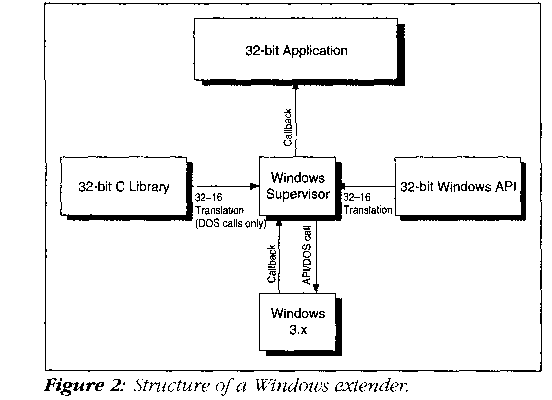 32-bit Application
Callback
32-bit C Library
Windows
Supervisor
32-bit Windows API
32–16
Translation
(DOS calls only)
32–16
Translation
Callback
API/DOS call
Windows
3.x
Figure 2: Structure of a Windows extender.